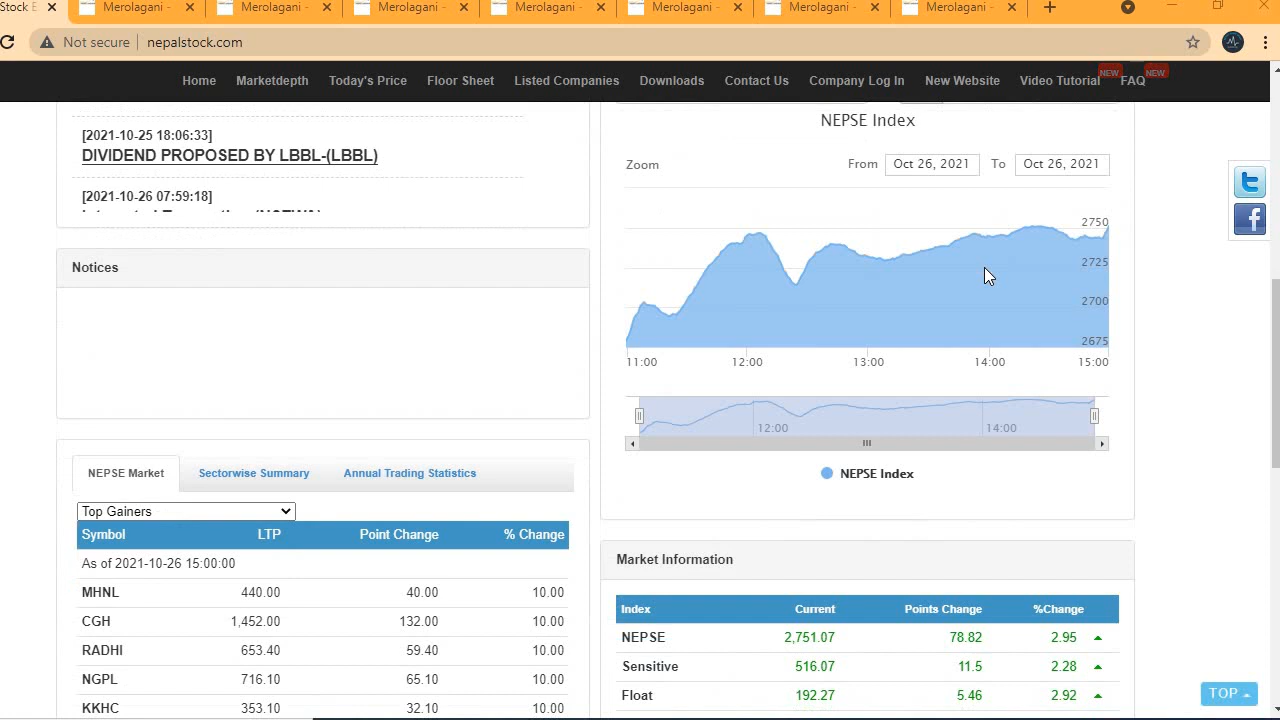 Stock E
Merolagani -
Merolagani -
Merolagani -
Merolagani -
Merolagani -
Merolagani -
Merolagani -
Not secure
nepalstock.com
Home
Marketdepth
Today's Price
Floor Sheet
Listed Companies
Downloads
Contact Us
Company Log In
New Website
Video Tutorial
NEW
FAQ
NEW
[2021-10-25 18:06:33]
DIVIDEND PROPOSED BY LBBL-(LBBL)
[2021-10-26 07:59:18]
Notices
NEPSE Market
Sectorwise Summary
Annual Trading Statistics
Top Gainers
Symbol LTP Point Change % Change
As of 2021-10-26 15:00:00
MHNL 440.00 40.00 10.00
CGH 1,452.00 132.00 10.00
RADHI 653.40 59.40 10.00
NGPL 716.10 65.10 10.00
KKHC 353.10 32.10 10.00
NEPSE Index
Zoom
From Oct 26, 2021 To Oct 26, 2021
2750
2725
2700
2675
11:00 12:00 13:00 14:00 15:00
12:00 14:00
NEPSE Index
Market Information
Index Current Points Change %Change
NEPSE 2,751.07 78.82 2.95
Sensitive 516.07 11.5 2.28
Float 192.27 5.46 2.92
TOP